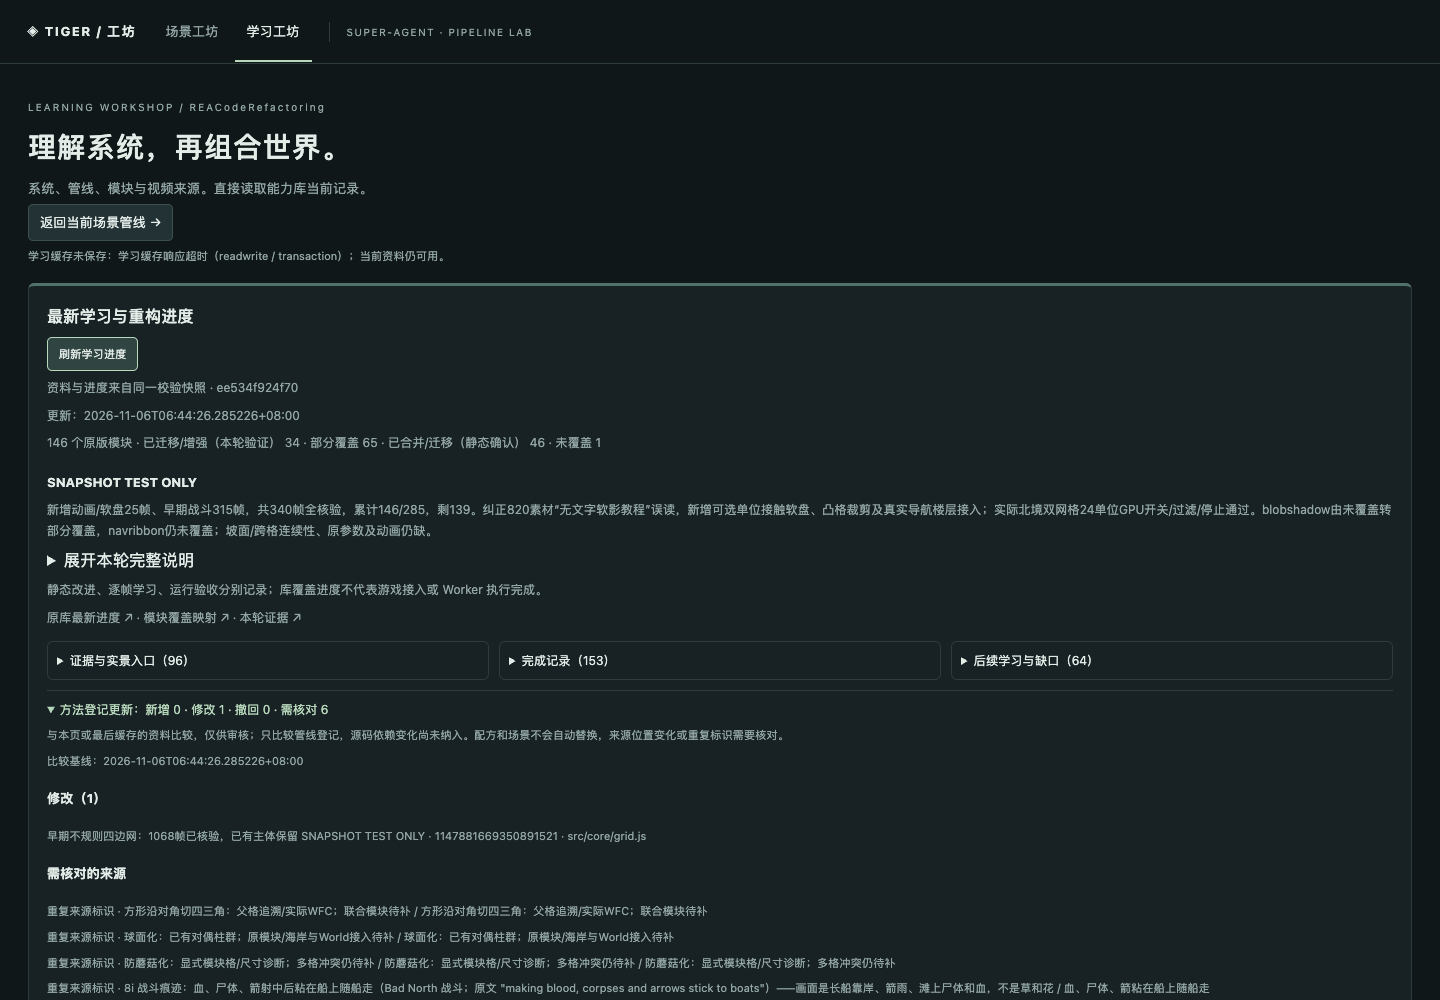 ◈ TIGER / 工坊 场景工坊 学习工坊 SUPER-AGENT · PIPELINE LAB
LEARNING WORKSHOP / REACodeRefactoring
理解系统，再组合世界。
系统、管线、模块与视频来源。直接读取能力库当前记录。
返回当前场景管线 →
学习缓存未保存：学习缓存响应超时（readwrite / transaction）；当前资料仍可用。
最新学习与重构进度
刷新学习进度
资料与进度来自同一校验快照 · ee534f924f70
更新：2026-11-06T06:44:26.285226+08:00
146 个原版模块 · 已迁移/增强（本轮验证） 34 · 部分覆盖 65 · 已合并/迁移（静态确认） 46 · 未覆盖 1
SNAPSHOT TEST ONLY
新增动画/软盘25帧、早期战斗315帧，共340帧全核验，累计146/285，剩139。纠正820素材"无文字软影教程"误读，新增可选单位接触软盘、凸格裁剪及真实导航楼层接入；实际北境双网格24单位GPU开关/过滤/停止通过。blobshadow由未覆盖转
部分覆盖，navribbon仍未覆盖；坡面/跨格连续性、原参数及动画仍缺。
▶ 展开本轮完整说明
静态改进、逐帧学习、运行验收分别记录；库覆盖进度不代表游戏接入或 Worker 执行完成。
原库最新进度 ↗ · 模块覆盖映射 ↗ · 本轮证据 ↗
▶ 证据与实景入口（96） ▶ 完成记录（153） ▶ 后续学习与缺口（64）
▼ 方法登记更新：新增 0 · 修改 1 · 撤回 0 · 需核对 6
与本页或最后缓存的资料比较，仅供审核；只比较管线登记，源码依赖变化尚未纳入。配方和场景不会自动替换，来源位置变化或重复标识需要核对。
比较基线：2026-11-06T06:44:26.285226+08:00
修改（1）
早期不规则四边网：1068帧已核验，已有主体保留 SNAPSHOT TEST ONLY · 1147881669350891521 · src/core/grid.js
需核对的来源
重复来源标识 · 方形沿对角切四三角：父格追溯/实际WFC；联合模块待补 / 方形沿对角切四三角：父格追溯/实际WFC；联合模块待补
重复来源标识 · 球面化：已有对偶柱群；原模块/海岸与World接入待补 / 球面化：已有对偶柱群；原模块/海岸与World接入待补
重复来源标识 · 防蘑菇化：显式模块格/尺寸诊断；多格冲突仍待补 / 防蘑菇化：显式模块格/尺寸诊断；多格冲突仍待补 / 防蘑菇化：显式模块格/尺寸诊断；多格冲突仍待补
重复来源标识 · 8i 战斗痕迹：血、尸体、箭射中后粘在船上随船走（Bad North 战斗；原文 "making blood, corpses and arrows stick to boats"）——画面是长船靠岸、箭雨、滩上尸体和血，不是草和花 / 血、尸体、箭粘在船上随船走